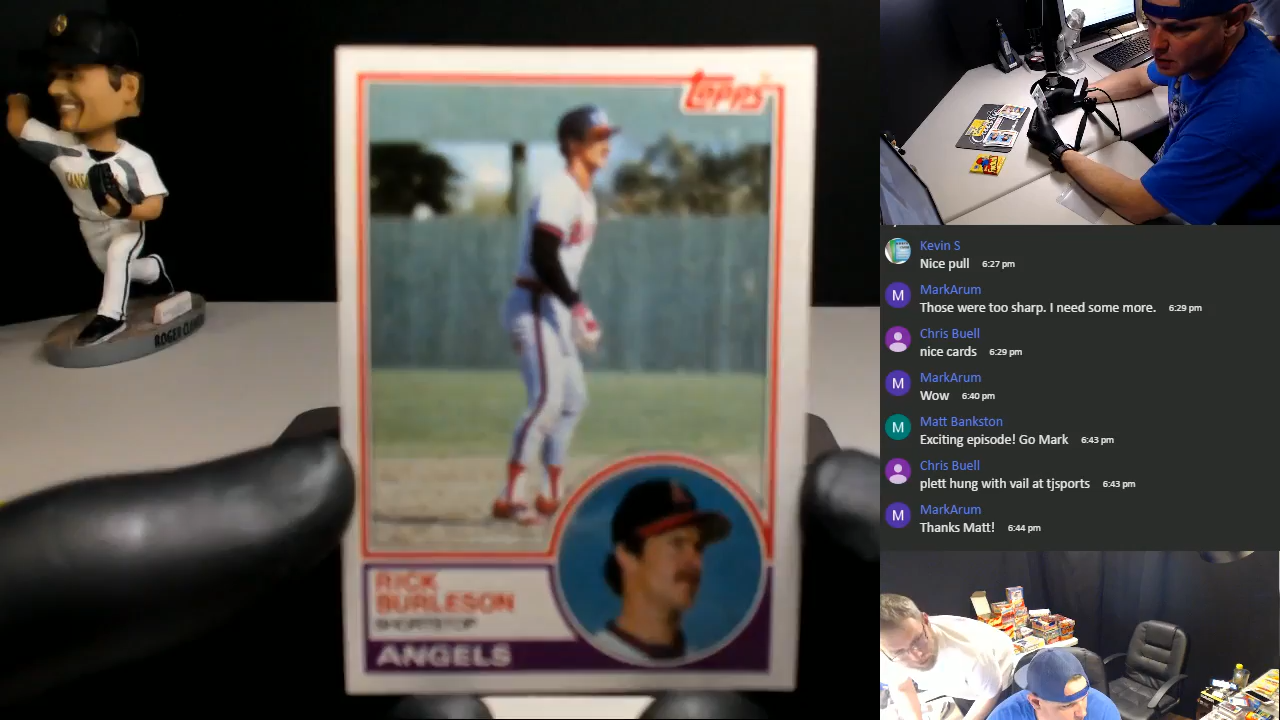 Topps
RICK
BURLESON
SHORTSTOP
ANGELS
Kevin S
Nice pull 6:27 pm
MarkArum
Those were too sharp. I need some more. 6:29 pm
Chris Buell
nice cards 6:29 pm
MarkArum
Wow 6:40 pm
Matt Bankston
Exciting episode! Go Mark 6:43 pm
Chris Buell
plett hung with vail at tjsports 6:43 pm
MarkArum
Thanks Matt! 6:44 pm